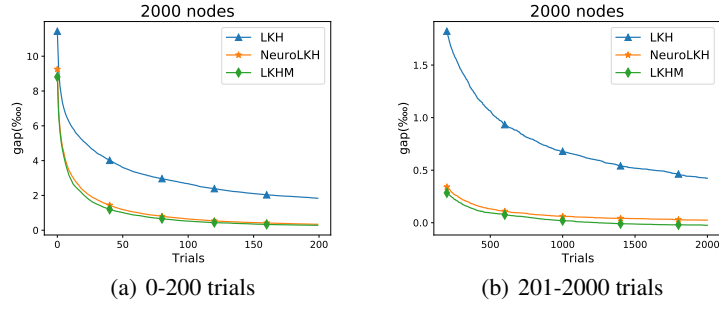 2000 nodes
LKH
NeuroLKH
LKHM
gap(‱)
10
8
6
4
2
0
0
50
100
150
200
Trials
(a) 0-200 trials
2000 nodes
LKH
NeuroLKH
LKHM
gap(‱)
1.5
1.0
0.5
0.0
500
1000
1500
2000
Trials
(b) 201-2000 trials